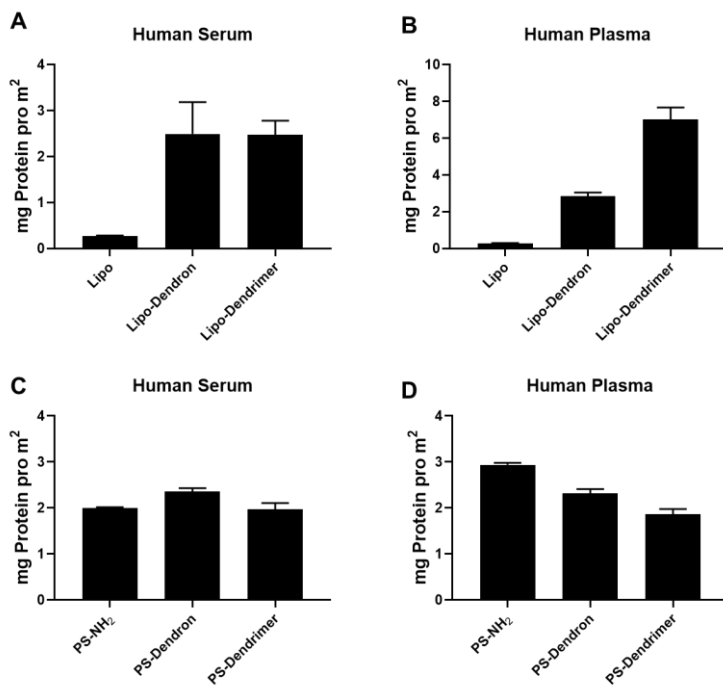 A
Human Serum
mg Protein pro m²
4
3
2
1
0
Lipo
Lipo-Dendron
Lipo-Dendrimer
B
Human Plasma
mg Protein pro m²
10
8
6
4
2
0
Lipo
Lipo-Dendron
Lipo-Dendrimer
C
Human Serum
mg Protein pro m²
4
3
2
1
0
PS-NH₂
PS-Dendron
PS-Dendrimer
D
Human Plasma
mg Protein pro m²
4
3
2
1
0
PS-NH₂
PS-Dendron
PS-Dendrimer